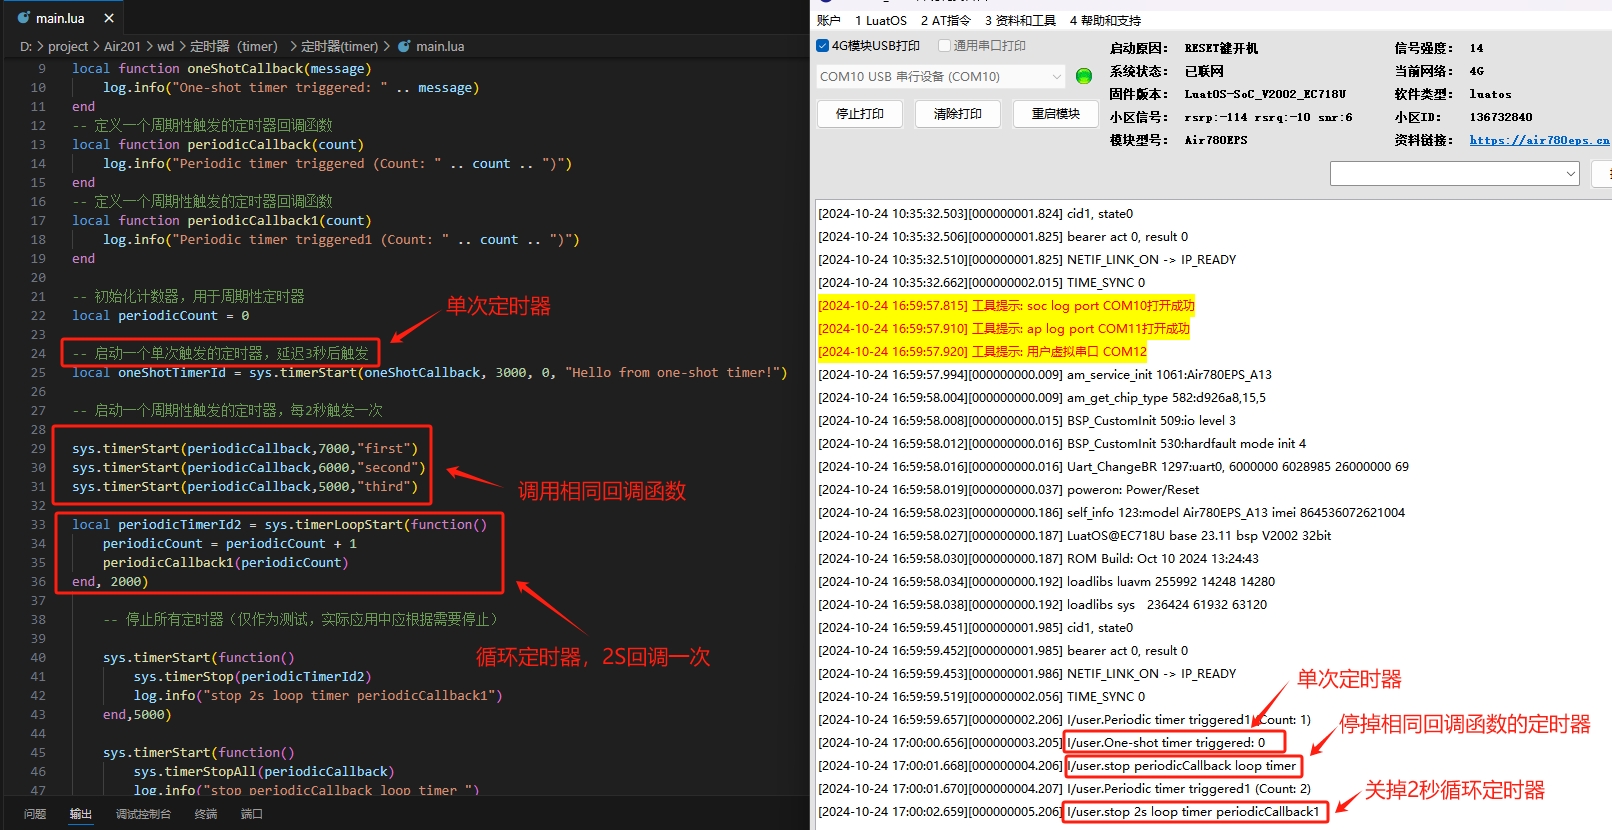 main.lua
D: > project > Air201 > wd > 定时器（timer） > 定时器(timer) > main.lua
9 local function oneShotCallback(message)
10 log.info("One-shot timer triggered: " .. message)
11 end
12 -- 定义一个周期性触发的定时器回调函数
13 local function periodicCallback(count)
14 log.info("Periodic timer triggered (Count: " .. count .. ")")
15 end
16 -- 定义一个周期性触发的定时器回调函数
17 local function periodicCallback1(count)
18 log.info("Periodic timer triggered1 (Count: " .. count .. ")")
19 end
20
21 -- 初始化计数器，用于周期性定时器
22 local periodicCount = 0
23
单次定时器
24 -- 启动一个单次触发的定时器，延迟3秒后触发
25 local oneShotTimerId = sys.timerStart(oneShotCallback, 3000, 0, "Hello from one-shot timer!")
26
27 -- 启动一个周期性触发的定时器，每2秒触发一次
28
29 sys.timerStart(periodicCallback,7000,"first")
30 sys.timerStart(periodicCallback,6000,"second")
31 sys.timerStart(periodicCallback,5000,"third")
调用相同回调函数
32
33 local periodicTimerId2 = sys.timerLoopStart(function()
34 periodicCount = periodicCount + 1
35 periodicCallback1(periodicCount)
36 end, 2000)
37
38 -- 停止所有定时器（仅作为测试，实际应用中应根据需要停止）
39
循环定时器，2S回调一次
40 sys.timerStart(function()
41 sys.timerStop(periodicTimerId2)
42 log.info("stop 2s loop timer periodicCallback1")
43 end,5000)
44
45 sys.timerStart(function()
46 sys.timerStopAll(periodicCallback)
47 log.info("stop periodicCallback loop timer ")
问题 输出 调试控制台 终端 端口
账户 1 LuatOS 2 AT指令 3 资料和工具 4 帮助和支持
4G模块USB打印 通用串口打印
COM10 USB 串行设备 (COM10)
停止打印 清除打印 重启模块
启动原因： RESET键开机 信号强度： 14
系统状态： 已联网 当前网络： 4G
固件版本： LuatOS-SoC_V2002_EC718U 软件类型： luatos
小区信号： rsrp:-114 rsrq:-10 snr:6 小区ID： 136732840
模块型号： Air780EPS 资料链接： https://air780eps.cn
[2024-10-24 10:35:32.503][000000001.824] cid1, state0
[2024-10-24 10:35:32.506][000000001.825] bearer act 0, result 0
[2024-10-24 10:35:32.510][000000001.825] NETIF_LINK_ON -> IP_READY
[2024-10-24 10:35:32.662][000000002.015] TIME_SYNC 0
[2024-10-24 16:59:57.815] 工具提示: soc log port COM10打开成功
[2024-10-24 16:59:57.910] 工具提示: ap log port COM11打开成功
[2024-10-24 16:59:57.920] 工具提示: 用户虚拟串口 COM12
[2024-10-24 16:59:57.994][000000000.009] am_service_init 1061:Air780EPS_A13
[2024-10-24 16:59:58.004][000000000.009] am_get_chip_type 582:d926a8,15,5
[2024-10-24 16:59:58.008][000000000.015] BSP_CustomInit 509:io level 3
[2024-10-24 16:59:58.012][000000000.016] BSP_CustomInit 530:hardfault mode init 4
[2024-10-24 16:59:58.018][000000000.016] Uart_ChangeBR 1297:uart0, 6000000 6028985 26000000 69
[2024-10-24 16:59:58.019][000000000.037] poweron: Power/Reset
[2024-10-24 16:59:58.023][000000000.186] self_info 123:model Air780EPS_A13 imei 864536072621004
[2024-10-24 16:59:58.027][000000000.187] LuatOS@EC718U base 23.11 bsp V2002 32bit
[2024-10-24 16:59:58.030][000000000.187] ROM Build: Oct 10 2024 13:24:43
[2024-10-24 16:59:58.034][000000000.192] loadlibs luavm 255992 14248 14280
[2024-10-24 16:59:58.038][000000000.192] loadlibs sys 236424 61932 63120
[2024-10-24 16:59:59.451][000000001.985] cid1, state0
[2024-10-24 16:59:59.452][000000001.985] bearer act 0, result 0
[2024-10-24 16:59:59.453][000000001.986] NETIF_LINK_ON -> IP_READY
单次定时器
[2024-10-24 16:59:59.519][000000002.056] TIME_SYNC 0
[2024-10-24 16:59:59.657][000000002.206] I/user.Periodic timer triggered1 (Count: 1)
停掉相同回调函数的定时器
[2024-10-24 17:00:00.656][000000003.205] I/user.One-shot timer triggered: 0
[2024-10-24 17:00:01.668][000000004.206] I/user.stop periodicCallback loop timer
[2024-10-24 17:00:01.670][000000004.207] I/user.Periodic timer triggered1 (Count: 2)
关掉2秒循环定时器
[2024-10-24 17:00:02.659][000000005.206] I/user.stop 2s loop timer periodicCallback1